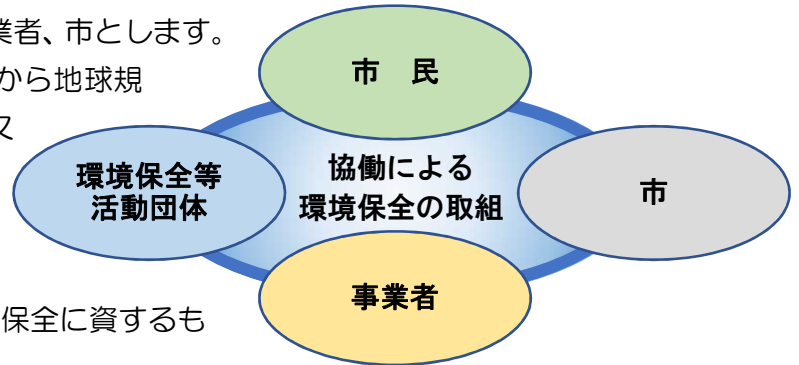 業者、市とします。
から地球規
市 民
環境保全等
活動団体
協働による
環境保全の取組
市
事業者
保全に資するも